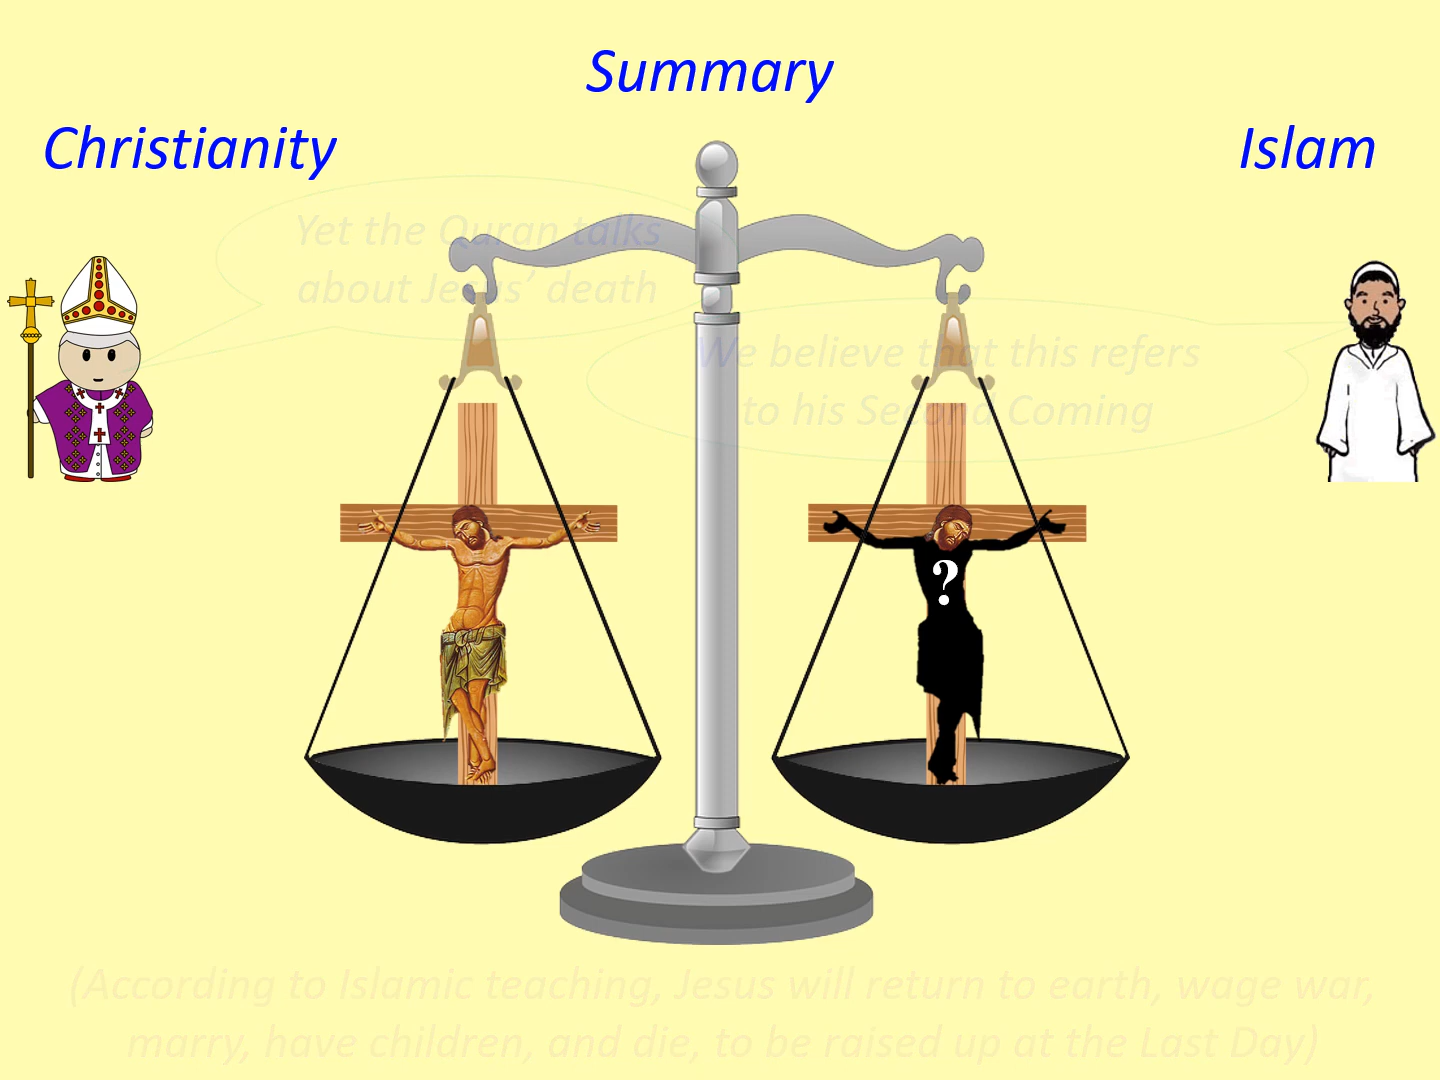 Summary
Christianity
Islam
Yet the Quran talks
about Jesus’ death
We believe that this refers
to his Second Coming
?
(According to Islamic teaching, Jesus will return to earth, wage war,
marry, have children, and die, to be raised up at the Last Day)